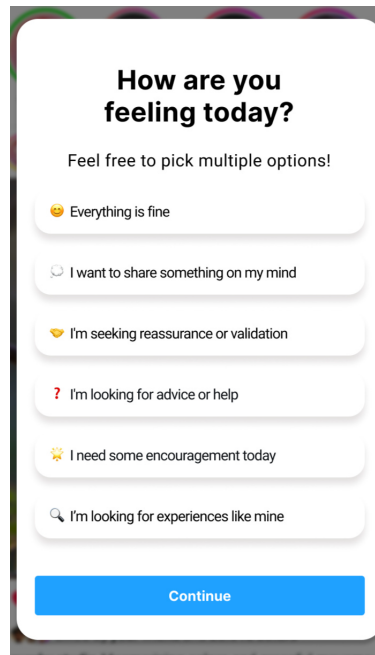 How are you
feeling today?
Feel free to pick multiple options!
😊 Everything is fine
💭 I want to share something on my mind
🤝 I'm seeking reassurance or validation
❓ I'm looking for advice or help
🌟 I need some encouragement today
🔍 I'm looking for experiences like mine
Continue